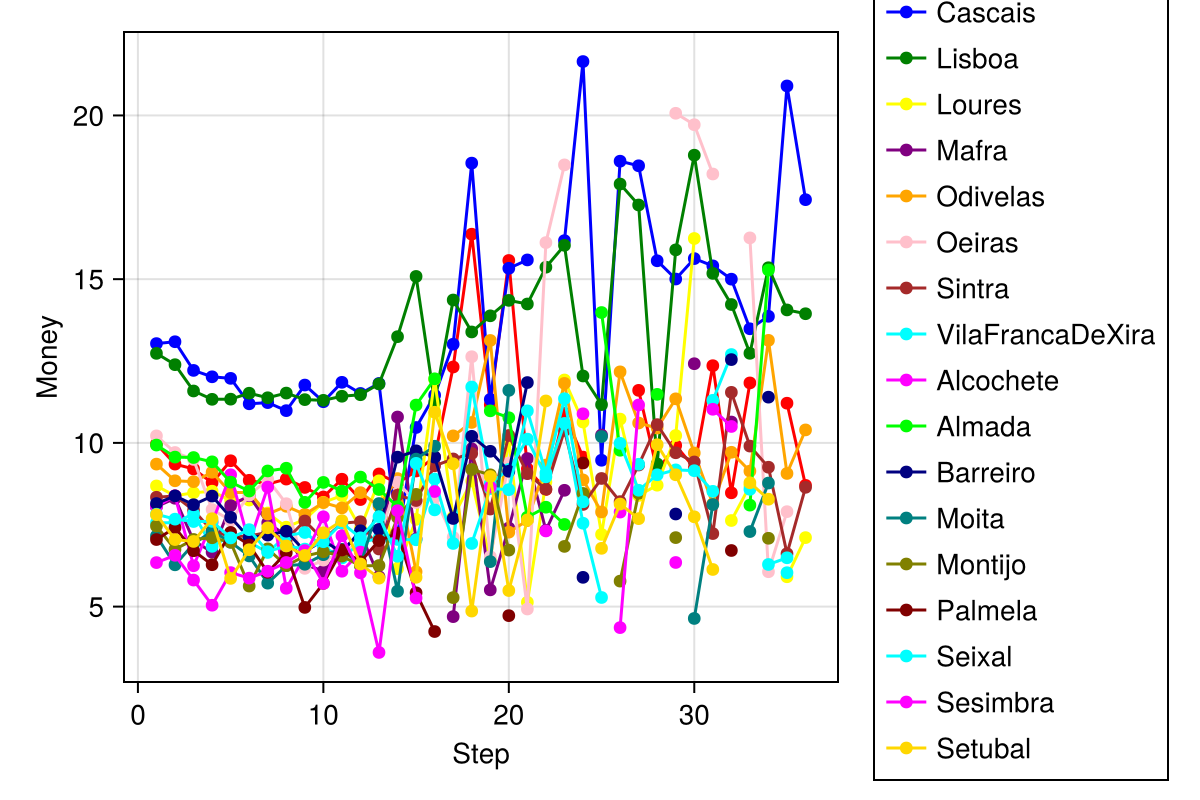 Money
20
15
10
5
0
10
20
30
Step
Cascais
Lisboa
Loures
Mafra
Odivelas
Oeiras
Sintra
VilaFrancaDeXira
Alcochete
Almada
Barreiro
Moita
Montijo
Palmela
Seixal
Sesimbra
Setubal